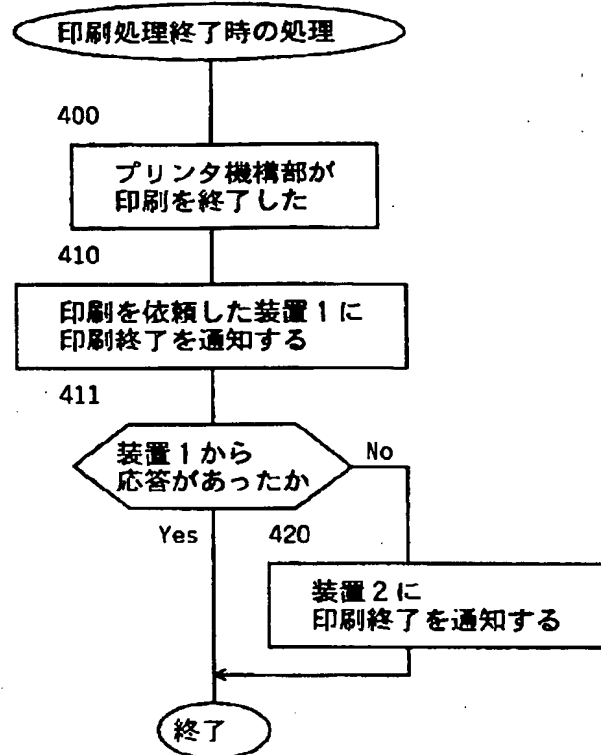 印刷処理終了時の処理
400
プリンタ機構部が
印刷を終了した
410
印刷を依頼した装置1に
印刷終了を通知する
411
装置1から
応答があったか
No
Yes
420
装置2に
印刷終了を通知する
終了